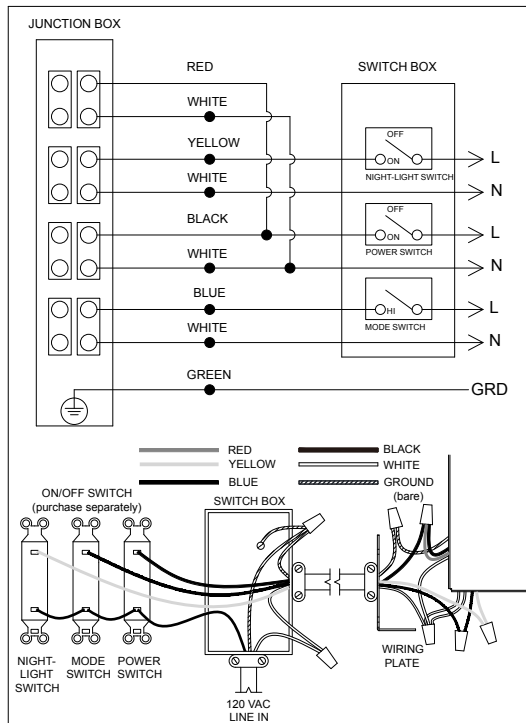 JUNCTION BOX
RED
SWITCH BOX
WHITE
OFF
YELLOW
ON
L
NIGHT-LIGHT SWITCH
WHITE
N
OFF
BLACK
ON
L
POWER SWITCH
WHITE
N
BLUE
HI
L
MODE SWITCH
WHITE
N
GREEN
GRD
RED
BLACK
YELLOW
WHITE
BLUE
GROUND
(bare)
ON/OFF SWITCH
(purchase separately)
SWITCH BOX
NIGHT-
LIGHT
SWITCH
MODE
SWITCH
POWER
SWITCH
WIRING
PLATE
120 VAC
LINE IN